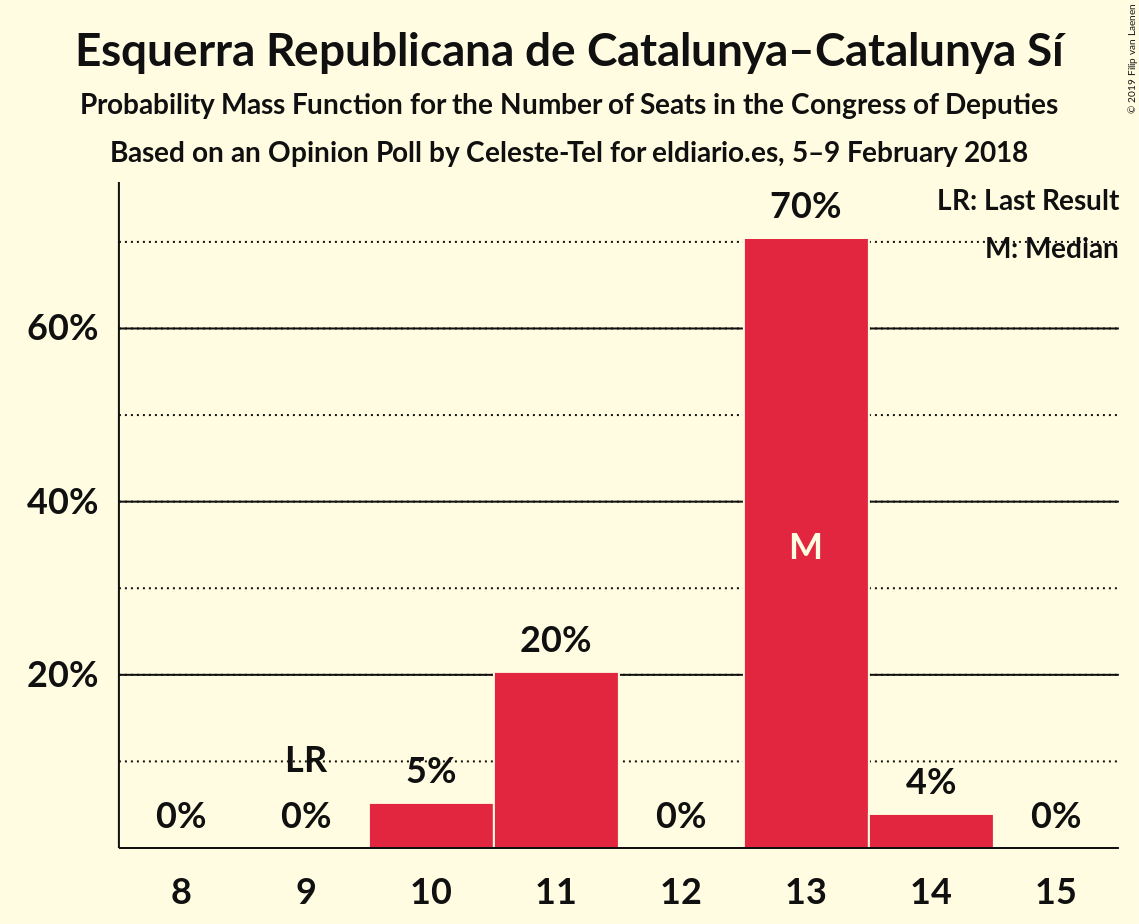 Esquerra Republicana de Catalunya–Catalunya Sí
Probability Mass Function for the Number of Seats in the Congress of Deputies
Based on an Opinion Poll by Celeste-Tel for eldiario.es, 5–9 February 2018
© 2019 Filip van Laenen
LR: Last Result
M: Median
70%
60%
40%
M
20%
20%
LR
5%
4%
0%
0%
0%
0%
8
9
10
11
12
13
14
15